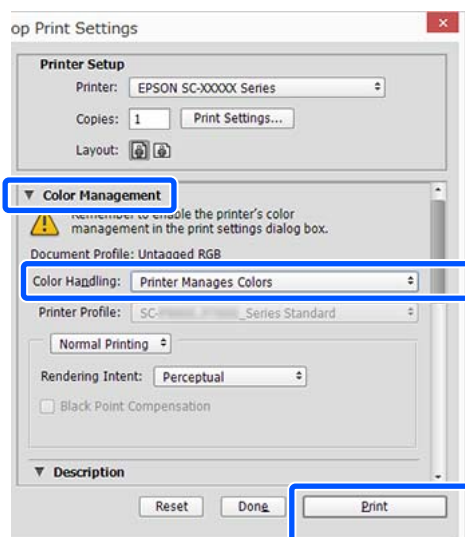 op Print Settings
Printer Setup
Printer: EPSON SC-XXXXX Series
Copies: 1 Print Settings...
Layout:
▼ Color Management
Remember to enable the printer's color
management in the print settings dialog box.
Document Profile: Untagged RGB
Color Handling: Printer Manages Colors
Printer Profile: SC- _Series Standard
Normal Printing
Rendering Intent: Perceptual
Black Point Compensation
▼ Description
Reset Done Print